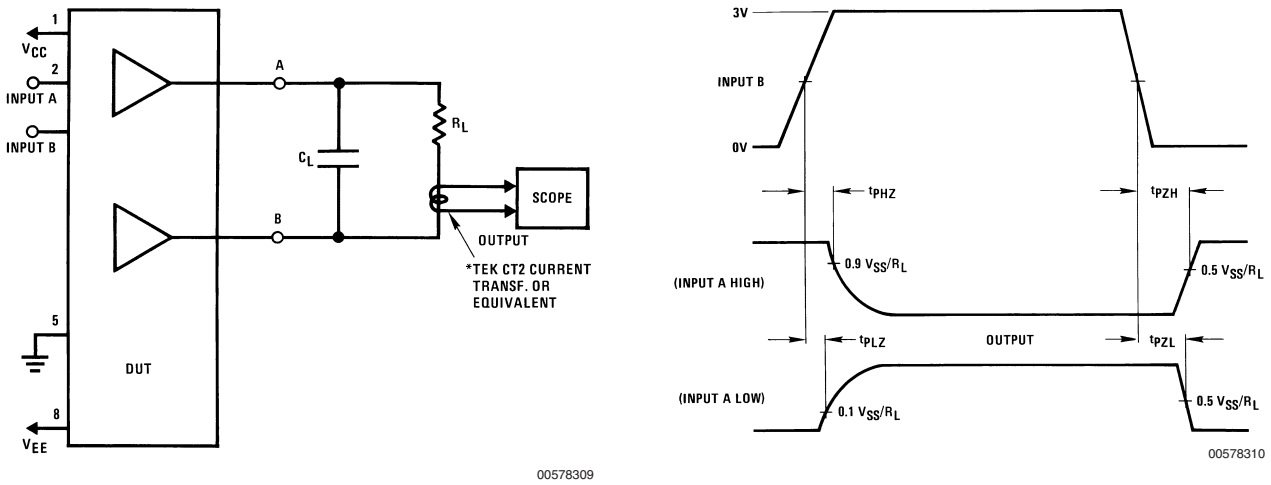 1
VCC
2
INPUT A
INPUT B
A
RL
CL
SCOPE
B
OUTPUT
*TEK CT2 CURRENT
TRANSF. OR
EQUIVALENT
5
DUT
8
VEE
00578309
3V
INPUT B
0V
tPHZ
tPZH
0.9 VSS/RL
0.5 VSS/RL
(INPUT A HIGH)
tPLZ
OUTPUT
tPZL
(INPUT A LOW)
0.1 VSS/RL
0.5 VSS/RL
00578310